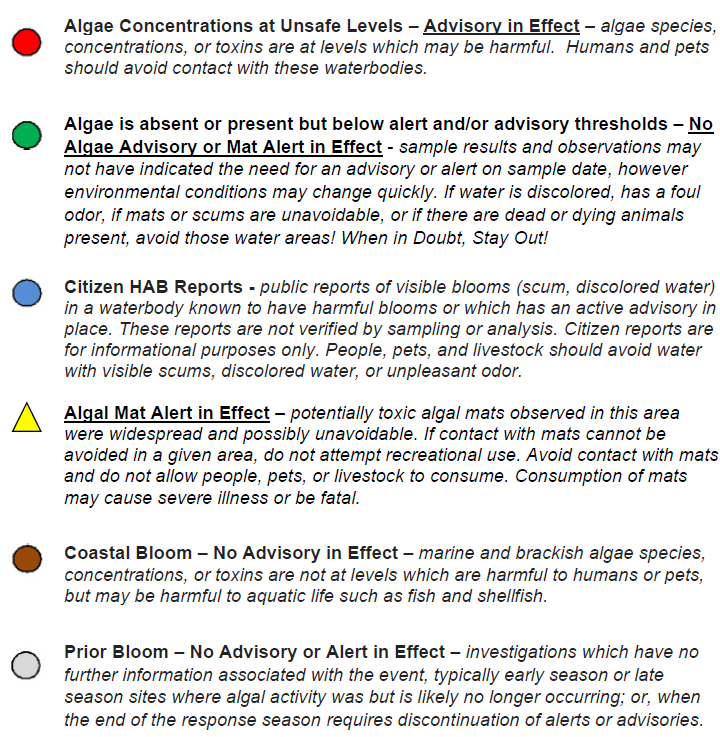 Algae Concentrations at Unsafe Levels – Advisory in Effect – algae species,
concentrations, or toxins are at levels which may be harmful.  Humans and pets
should avoid contact with these waterbodies.
Algae is absent or present but below alert and/or advisory thresholds – No
Algae Advisory or Mat Alert in Effect - sample results and observations may
not have indicated the need for an advisory or alert on sample date, however
environmental conditions may change quickly. If water is discolored, has a foul
odor, if mats or scums are unavoidable, or if there are dead or dying animals
present, avoid those water areas! When in Doubt, Stay Out!
Citizen HAB Reports - public reports of visible blooms (scum, discolored water)
in a waterbody known to have harmful blooms or which has an active advisory in
place. These reports are not verified by sampling or analysis. Citizen reports are
for informational purposes only. People, pets, and livestock should avoid water
with visible scums, discolored water, or unpleasant odor.
Algal Mat Alert in Effect – potentially toxic algal mats observed in this area
were widespread and possibly unavoidable. If contact with mats cannot be
avoided in a given area, do not attempt recreational use. Avoid contact with mats
and do not allow people, pets, or livestock to consume. Consumption of mats
may cause severe illness or be fatal.
Coastal Bloom – No Advisory in Effect – marine and brackish algae species,
concentrations, or toxins are not at levels which are harmful to humans or pets,
but may be harmful to aquatic life such as fish and shellfish.
Prior Bloom – No Advisory or Alert in Effect – investigations which have no
further information associated with the event, typically early season or late
season sites where algal activity was but is likely no longer occurring; or, when
the end of the response season requires discontinuation of alerts or advisories.